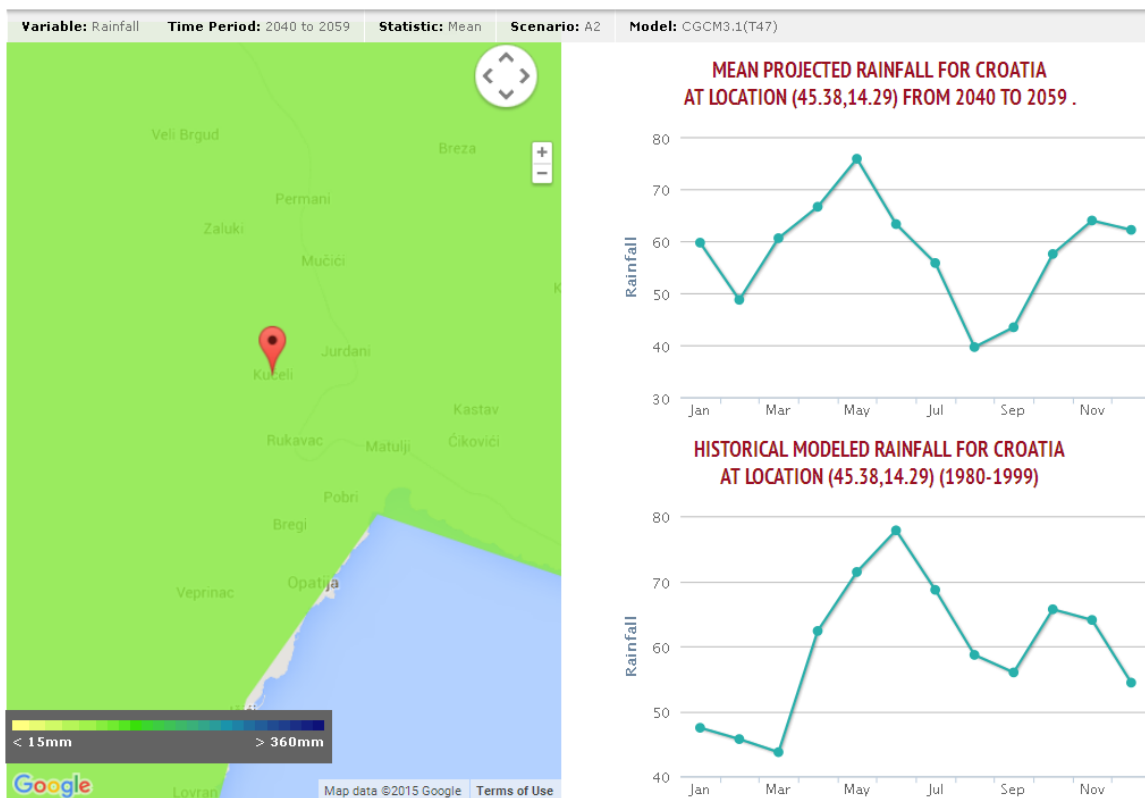 Variable: Rainfall Time Period: 2040 to 2059 Statistic: Mean Scenario: A2 Model: CGCM3.1(T47)
Veli Brgud
Breza
Permani
Zaluki
Mučići
K
Jurdani
Kućeli
Kastav
Rukavac
Matulji
Ćikovići
Pobri
Bregi
Opatija
Veprinac
< 15mm > 360mm
Google
Lovran
Map data ©2015 Google Terms of Use
+
−
MEAN PROJECTED RAINFALL FOR CROATIA
AT LOCATION (45.38,14.29) FROM 2040 TO 2059 .
Rainfall
80
70
60
50
40
30
Jan Mar May Jul Sep Nov
HISTORICAL MODELED RAINFALL FOR CROATIA
AT LOCATION (45.38,14.29) (1980-1999)
Rainfall
80
70
60
50
40
Jan Mar May Jul Sep Nov